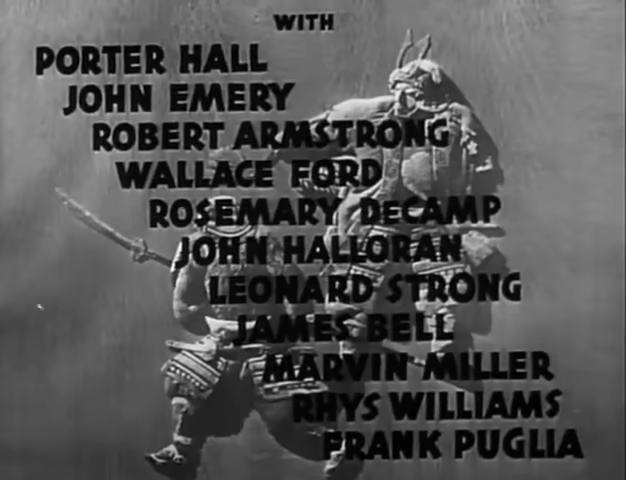 WITH
PORTER HALL
JOHN EMERY
ROBERT ARMSTRONG
WALLACE FORD
ROSEMARY DECAMP
JOHN HALLORAN
LEONARD STRONG
JAMES BELL
MARVIN MILLER
RHYS WILLIAMS
FRANK PUGLIA